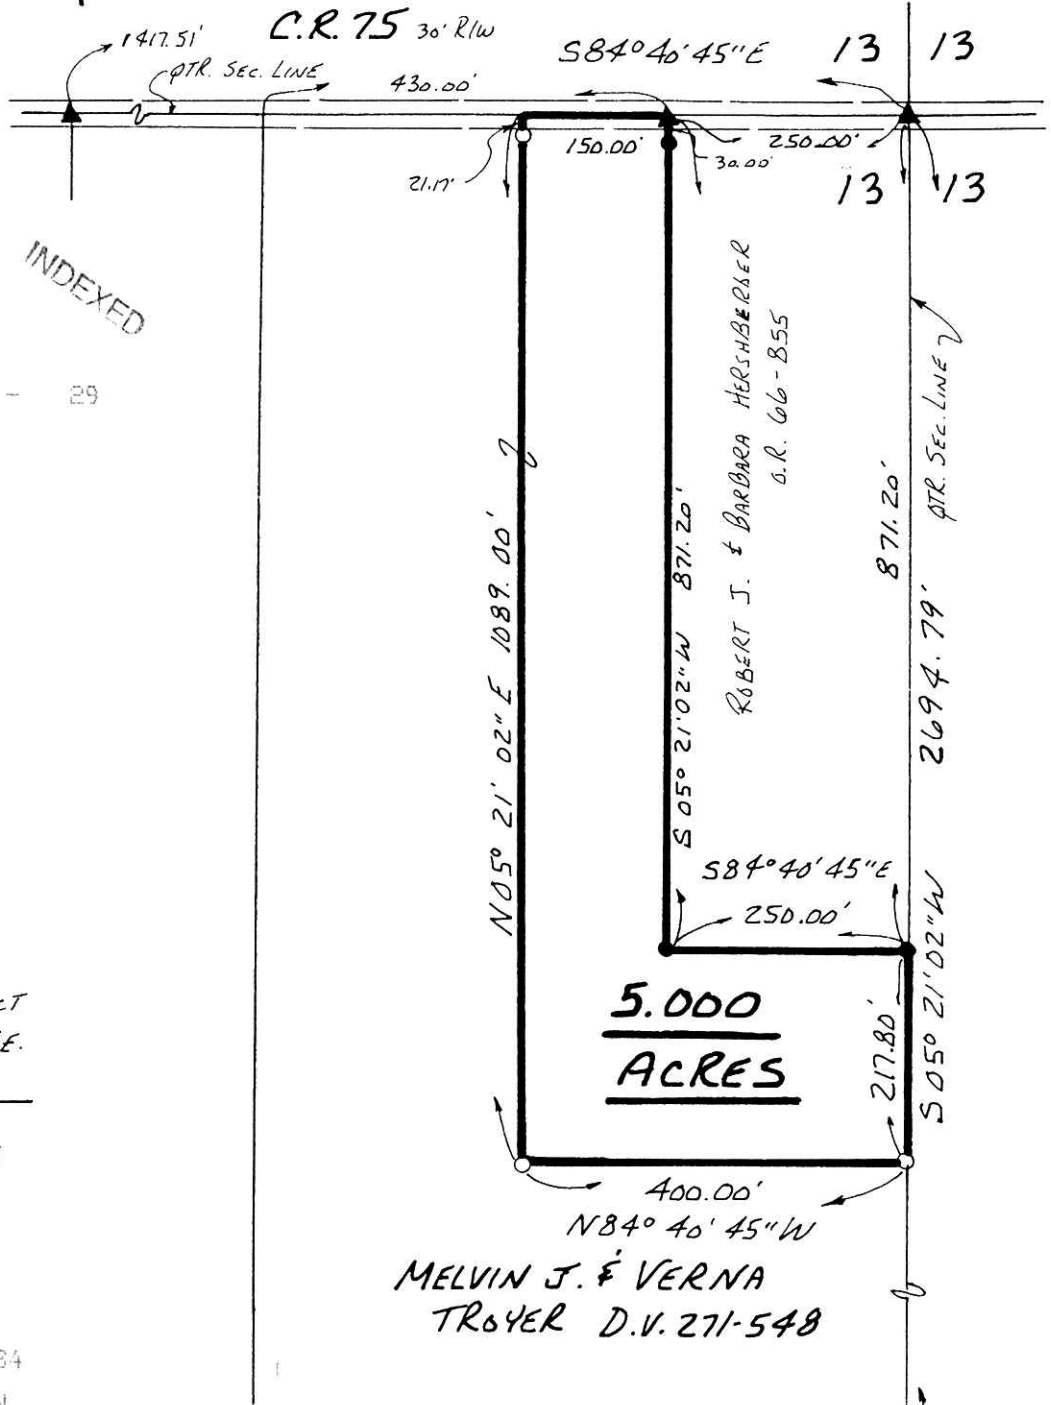 C.R. 75 30' R/W
1417.51'
QTR. SEC. LINE
430.00'
S84° 40' 45"E
13 13
150.00'
250.00'
30.00'
21.17'
13 13
INDEXED
- 29
ROBERT J. & BARBARA HERSHBERGER
O.R. 66-855
QTR. SEC. LINE
871.20'
2694.79'
S 05° 21' 02" W
N05° 21' 02" E 1089.00'
S 05° 21' 02" W 871.20'
S84° 40' 45"E
250.00'
5.000
ACRES
217.80'
400.00'
N84° 40' 45"W
MELVIN J. & VERNA
TROYER D.V. 271-548
CT
E.
84